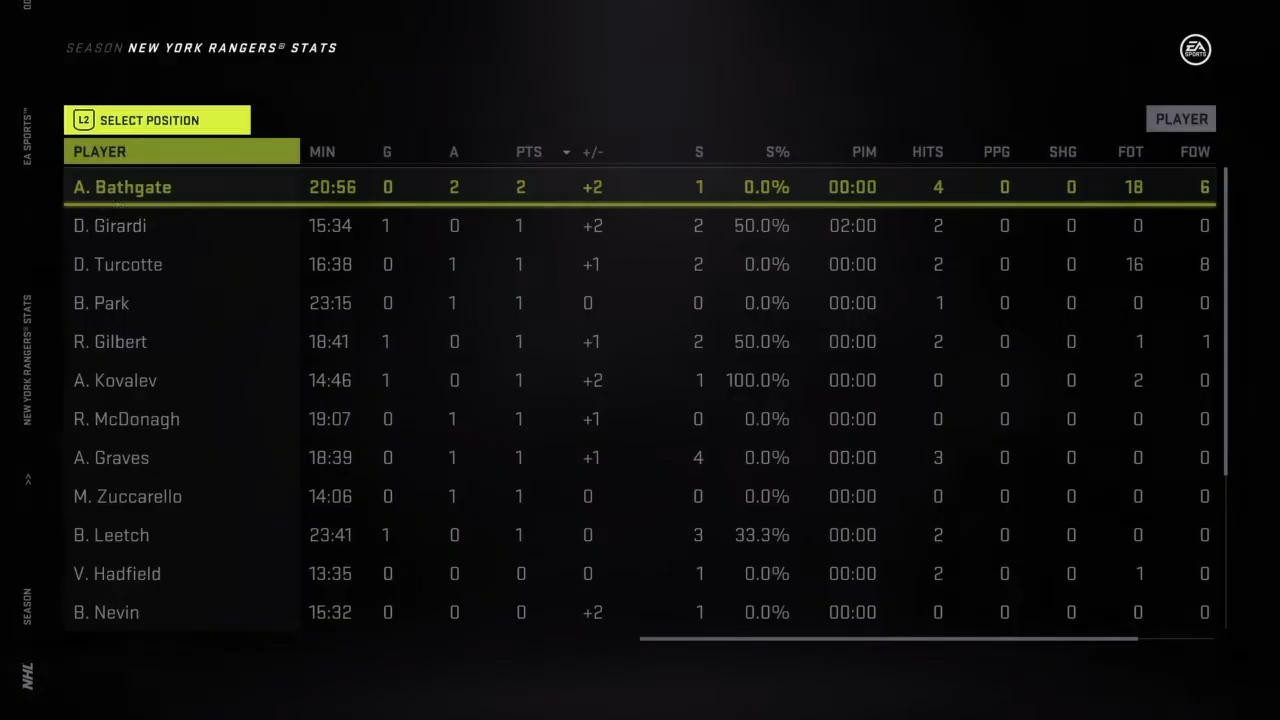 SEASON NEW YORK RANGERS® STATS
EA SPORTS
L2 SELECT POSITION
PLAYER
PLAYER MIN G A PTS +/- S S% PIM HITS PPG SHG FOT FOW
A. Bathgate 20:56 0 2 2 +2 1 0.0% 00:00 4 0 0 18 6
D. Girardi 15:34 1 0 1 +2 2 50.0% 02:00 2 0 0 0 0
D. Turcotte 16:38 0 1 1 +1 2 0.0% 00:00 2 0 0 16 8
B. Park 23:15 0 1 1 0 0 0.0% 00:00 1 0 0 0 0
R. Gilbert 18:41 1 0 1 +1 2 50.0% 00:00 2 0 0 1 1
A. Kovalev 14:46 1 0 1 +2 1 100.0% 00:00 0 0 0 2 0
R. McDonagh 19:07 0 1 1 +1 0 0.0% 00:00 0 0 0 0 0
A. Graves 18:39 0 1 1 +1 4 0.0% 00:00 3 0 0 0 0
M. Zuccarello 14:06 0 1 1 0 0 0.0% 00:00 0 0 0 0 0
B. Leetch 23:41 1 0 1 0 3 33.3% 00:00 2 0 0 0 0
V. Hadfield 13:35 0 0 0 0 1 0.0% 00:00 2 0 0 1 0
B. Nevin 15:32 0 0 0 +2 1 0.0% 00:00 0 0 0 0 0
NHL
SEASON
>>
NEW YORK RANGERS® STATS
EA SPORTS™